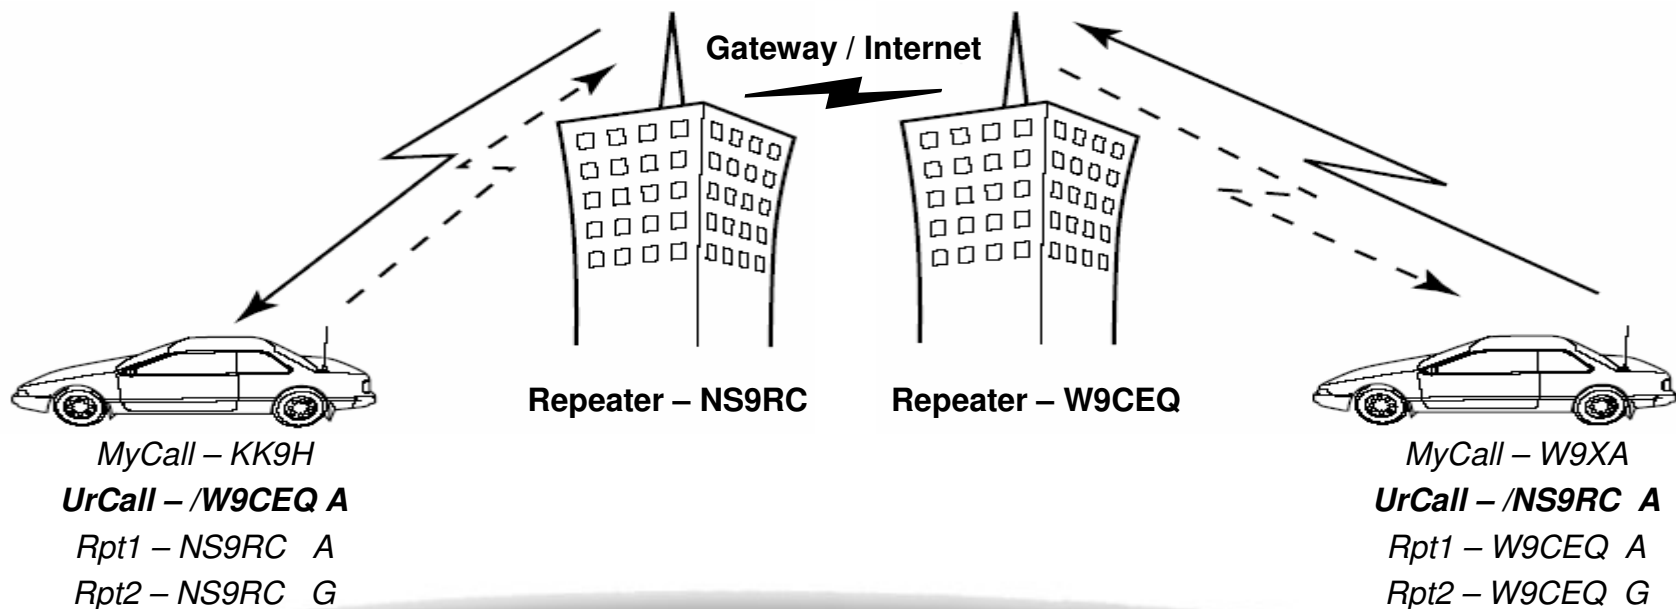 Gateway / Internet
Repeater – NS9RC
Repeater – W9CEQ
MyCall – KK9H
UrCall – /W9CEQ A
Rpt1 – NS9RC A
Rpt2 – NS9RC G
MyCall – W9XA
UrCall – /NS9RC A
Rpt1 – W9CEQ A
Rpt2 – W9CEQ G